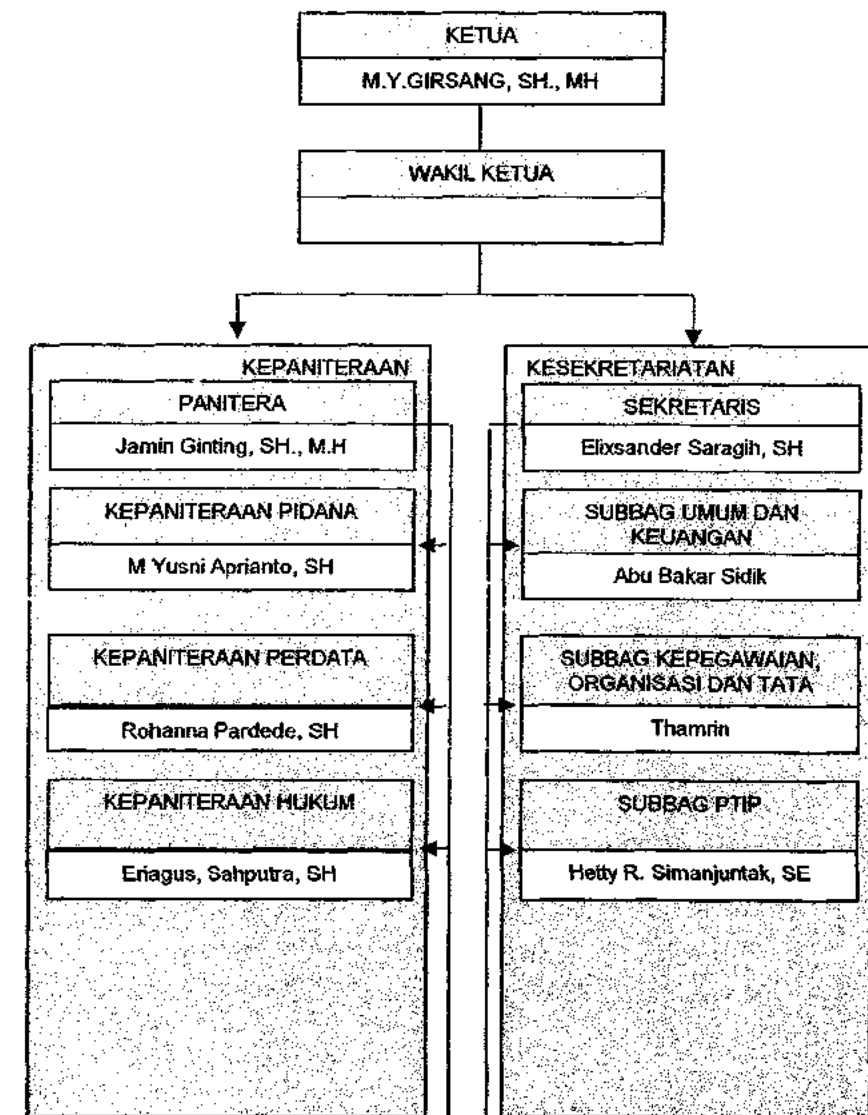 KETUA
M.Y.GIRSANG, SH., MH
WAKIL KETUA
KEPANITERAAN
PANITERA
Jamin Ginting, SH., M.H
KEPANITERAAN PIDANA
M Yusni Aprianto, SH
KEPANITERAAN PERDATA
Rohanna Pardede, SH
KEPANITERAAN HUKUM
Eriagus, Sahputra, SH
KESEKRETARIATAN
SEKRETARIS
Elixsander Saragih, SH
SUBBAG UMUM DAN
KEUANGAN
Abu Bakar Sidik
SUBBAG KEPEGAWAIAN,
ORGANISASI DAN TATA
Thamrin
SUBBAG PTIP
Hetty R. Simanjuntak, SE